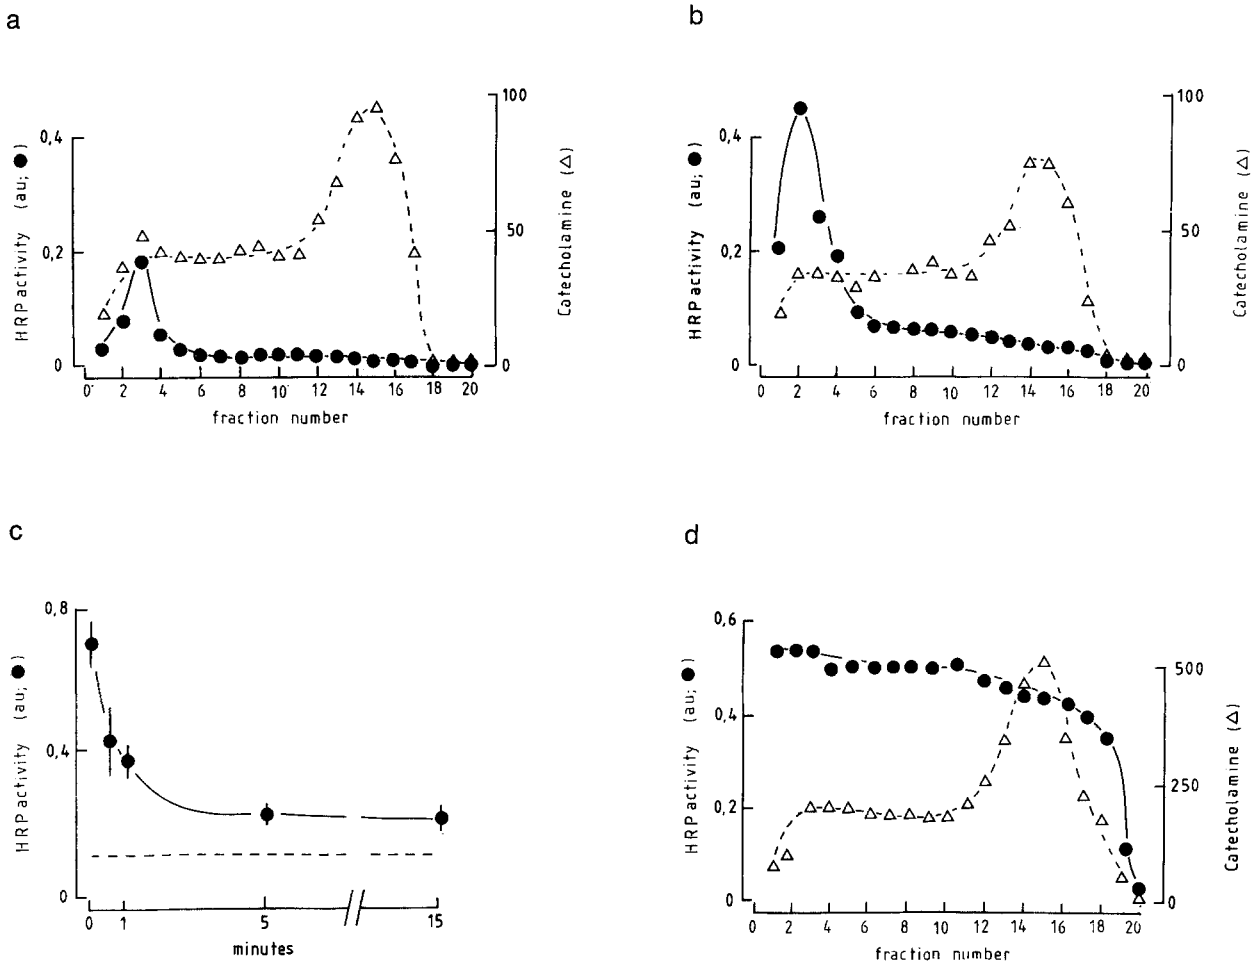 a
HRP activity (au; ●)
0,4
0,2
0
100
50
0
Catecholamine (△)
0 2 4 6 8 10 12 14 16 18 20
fraction number
b
HRP activity (au; ●)
0,4
0,2
0
100
50
0
Catecholamine (△)
0 2 4 6 8 10 12 14 16 18 20
fraction number
c
HRP activity (au; ●)
0,8
0,4
0
0 1 5 15
minutes
d
HRP activity (au; ●)
0,6
0,4
0,2
0
500
250
0
Catecholamine (△)
0 2 4 6 8 10 12 14 16 18 20
fraction number